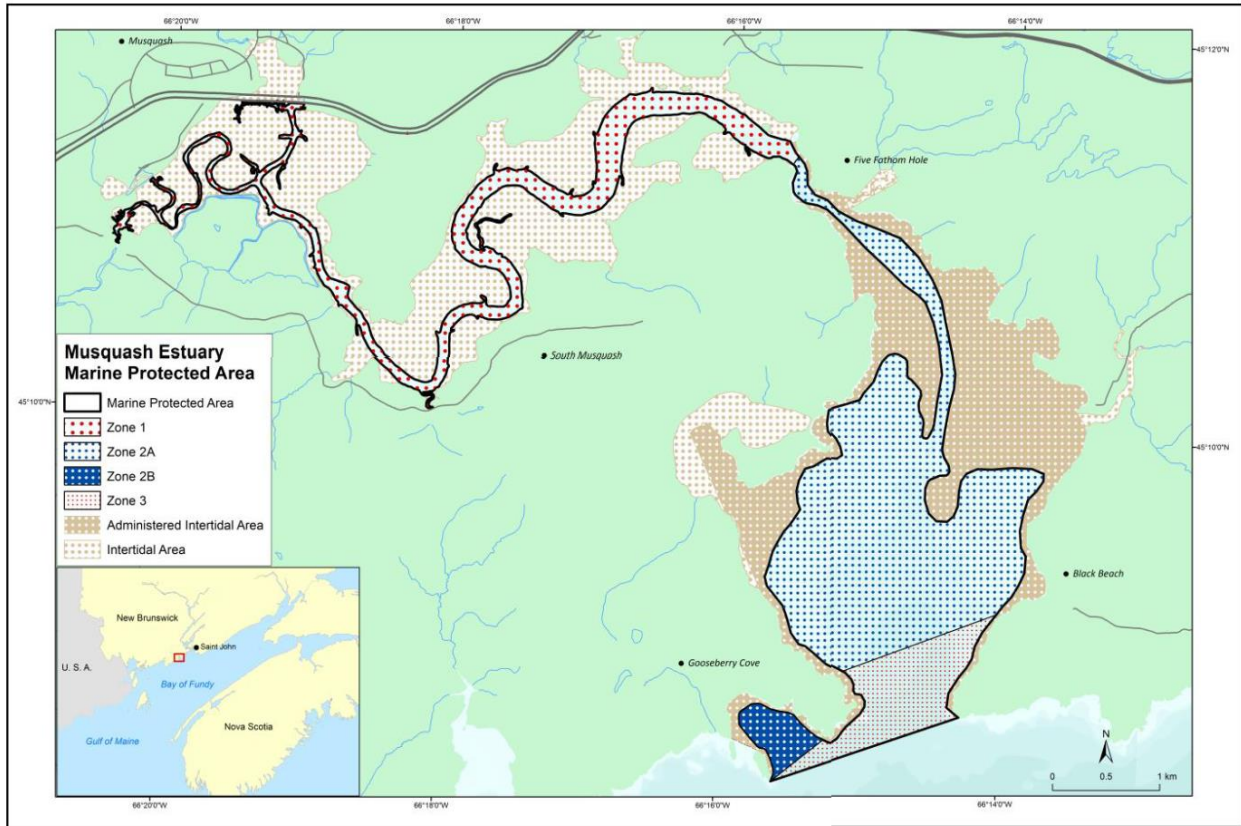 66°20'0"W
66°18'0"W
66°16'0"W
66°14'0"W
Musquash
45°12'0"N
Five Fathom Hole
South Musquash
45°10'0"N
45°10'0"N
Musquash Estuary
Marine Protected Area
Marine Protected Area
Zone 1
Zone 2A
Zone 2B
Zone 3
Administered Intertidal Area
Intertidal Area
Black Beach
Gooseberry Cove
New Brunswick
Saint John
U. S. A.
Bay of Fundy
Nova Scotia
Gulf of Maine
N
0 0.5 1 km
66°20'0"W
66°18'0"W
66°16'0"W
66°14'0"W